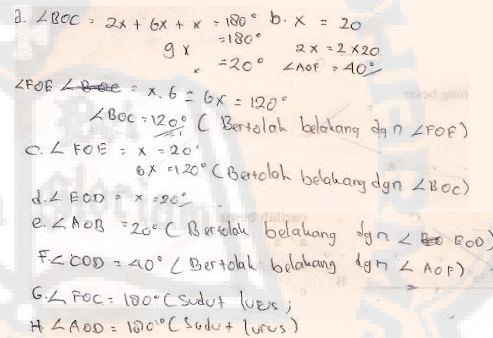 a. ∠BOC = 2x + 6x + x = 180° b. x = 20
9x = 180° 2x = 2 x 20
x = 20° ∠AOF = 40°
∠FOE = x . 6 = 6x = 120°
∠BOC = 120° ( Bertolak belakang dgn ∠FOE)
C. ∠ FOE = x = 20°
6x = 120° (Bertolak belakang dgn ∠BOC)
d. ∠ EOD = x = 20°
e. ∠AOB = 20° ( Bertolak belakang dgn ∠ EOD)
F. ∠COD = 40° ( Bertolak belakang dgn ∠ AOF)
G. ∠ FOC = 180° (sudut lurus)
H. ∠AOD = 180° (Sudut lurus)